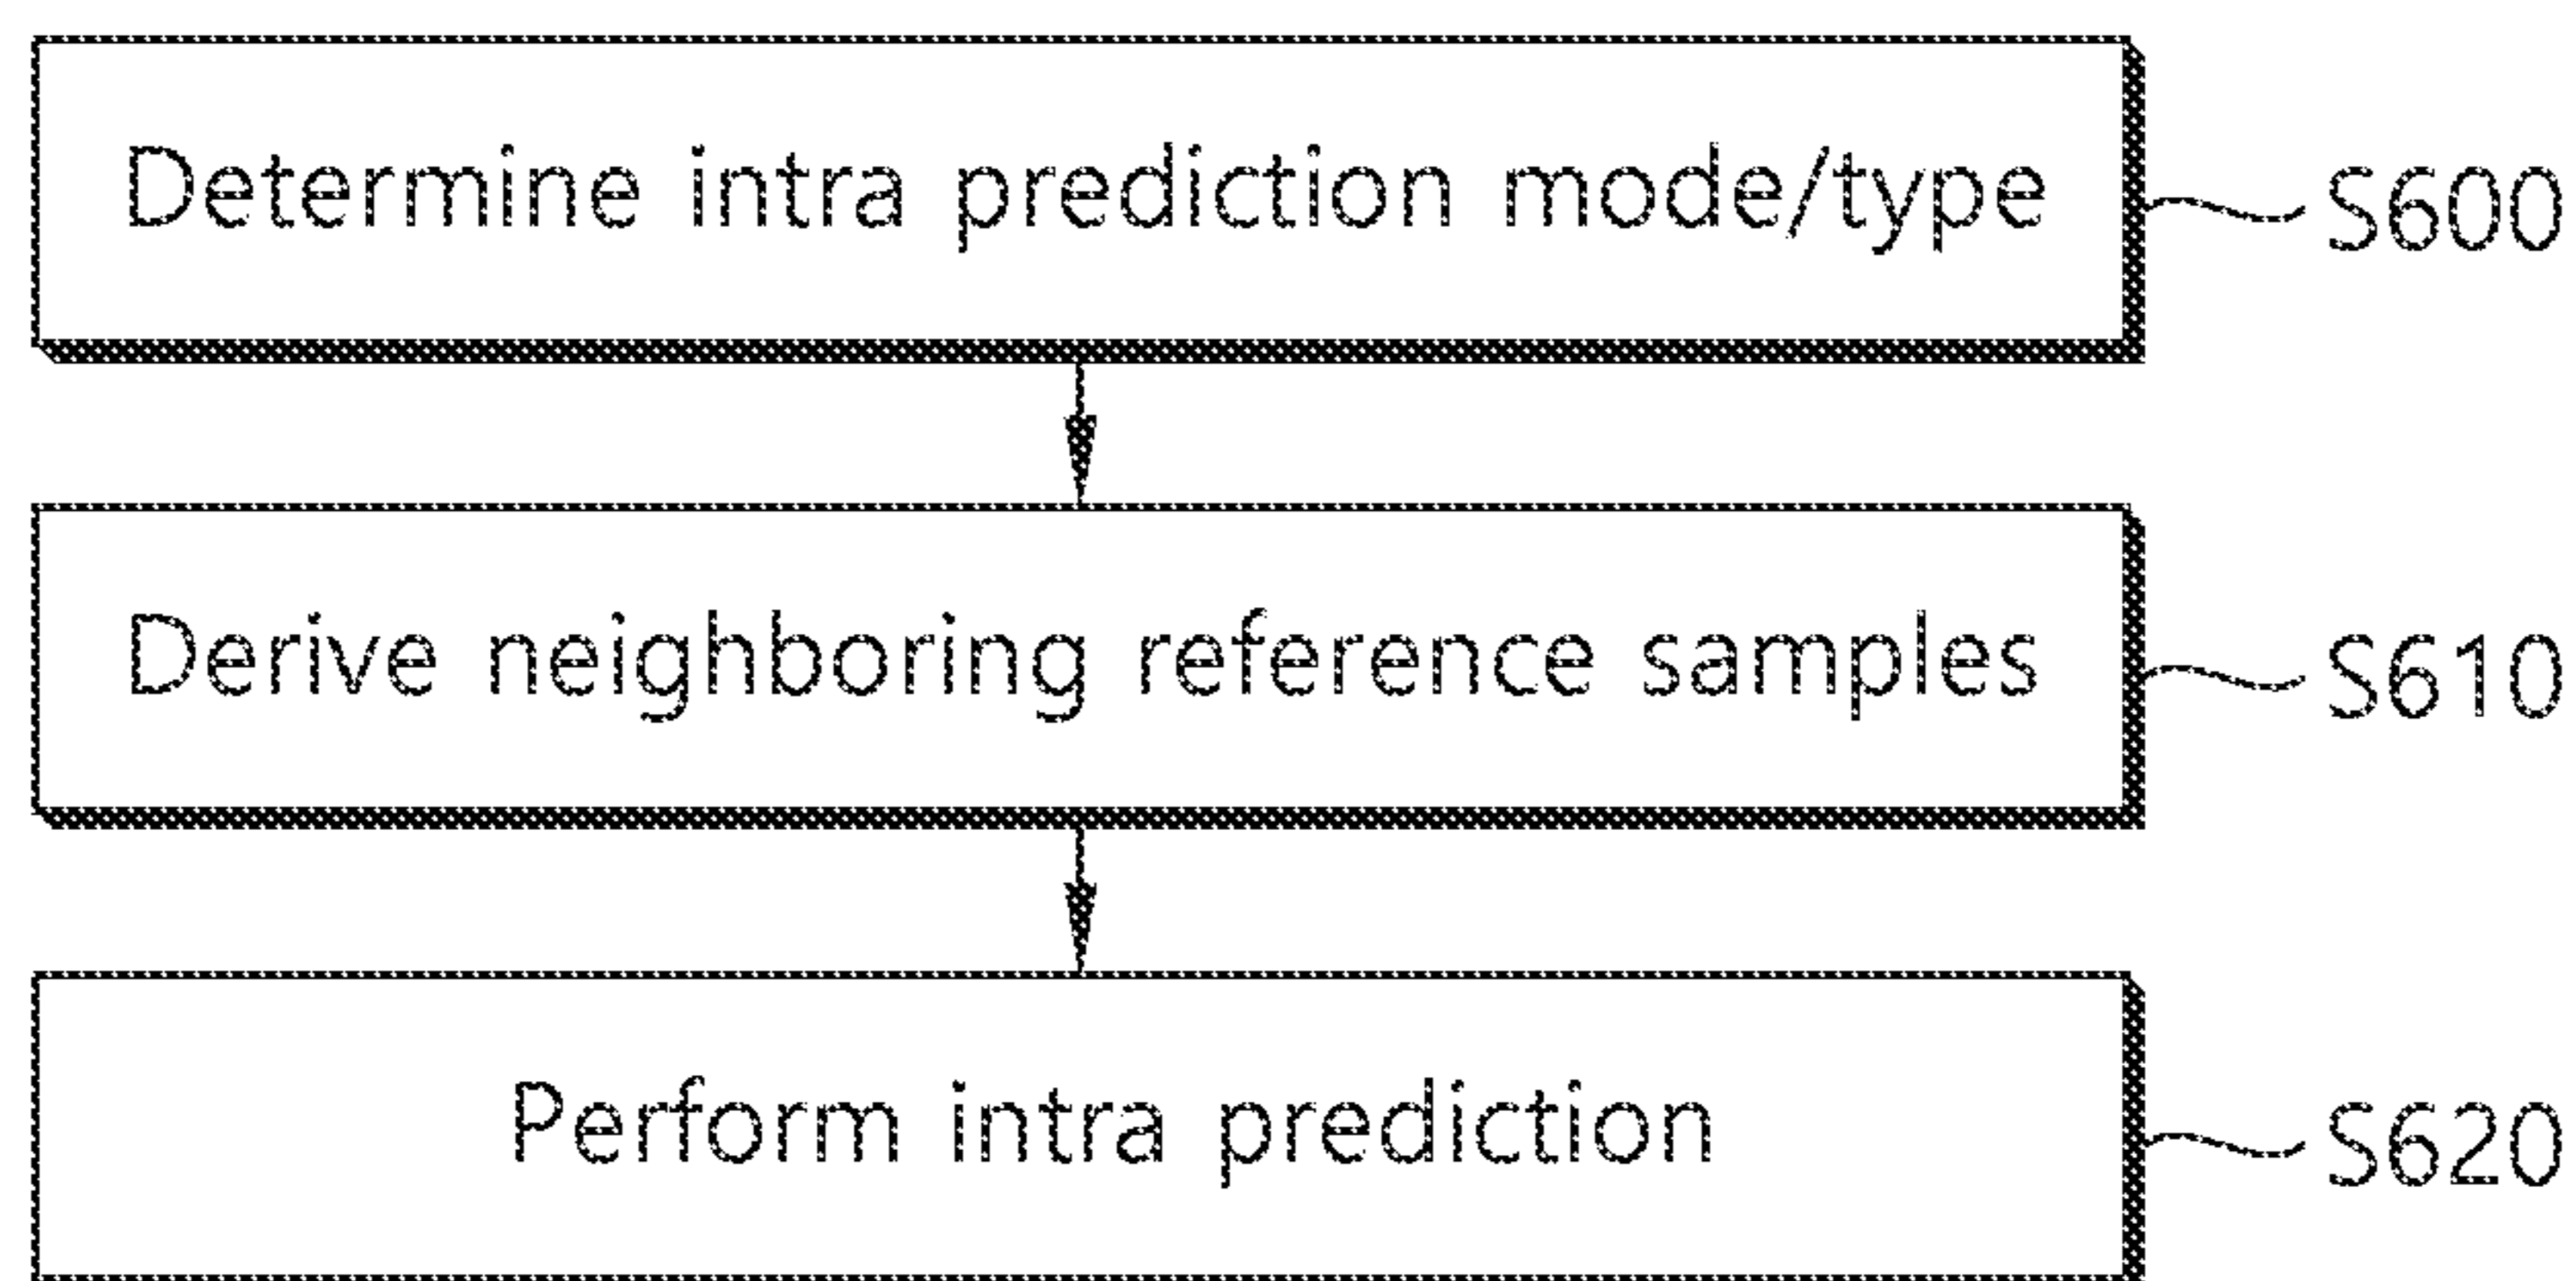 Determine intra prediction mode/type S600
Derive neighboring reference samples S610
Perform intra prediction S620